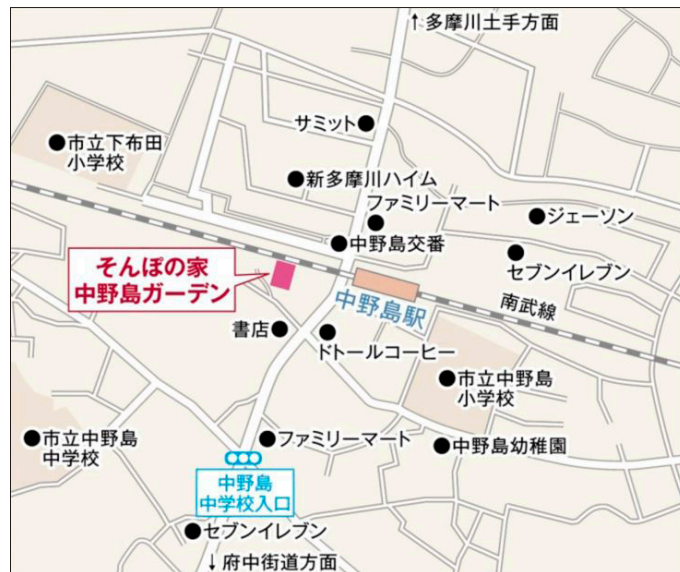 ↑多摩川土手方面
サミット
市立下布田
小学校
新多摩川ハイム
ファミリーマート
ジェーソン
中野島交番
セブンイレブン
そんぽの家
中野島ガーデン
中野島駅
南武線
書店
ドトールコーヒー
市立中野島
小学校
市立中野島
中学校
ファミリーマート
中野島幼稚園
中野島
中学校入口
セブンイレブン
↓府中街道方面